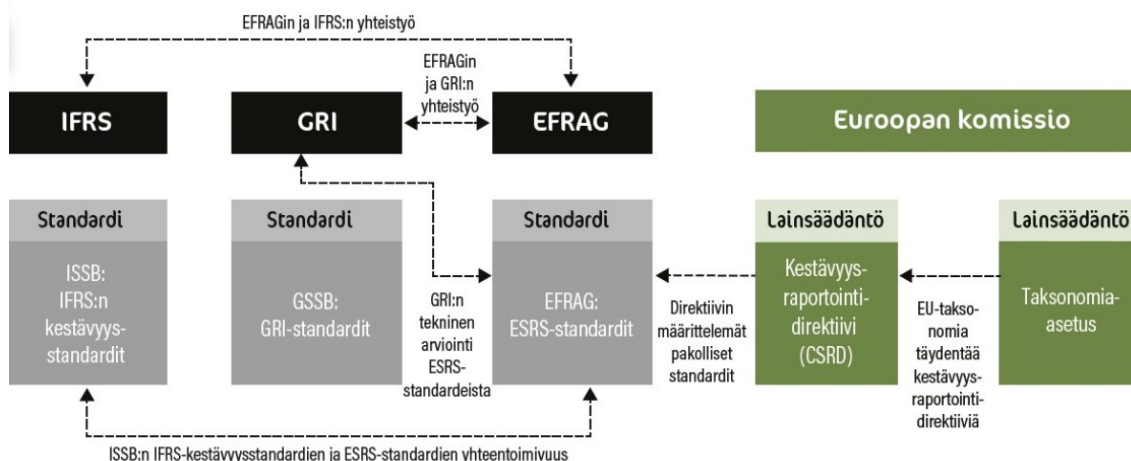 EFRAGin ja IFRS:n yhteistyö
EFRAGin
ja GRI:n
yhteistyö
IFRS
GRI
EFRAG
Euroopan komissio
Standardi
ISSB:
IFRS:n
kestävyys-
standardit
Standardi
GSSB:
GRI-standardit
GRI:n
tekninen
arviointi
ESRS-
standardeista
Standardi
EFRAG:
ESRS-standardit
Direktiivin
määrittelemät
pakolliset
standardit
Lainsäädäntö
Kestävyys-
raportointi-
direktiivi
(CSRD)
EU-takso-
nomia
täydentää
kestävyys-
raportointi-
direktiiviä
Lainsäädäntö
Taksonomia-
asetus
ISSB:n IFRS-kestävyysstandardien ja ESRS-standardien yhteentoimivuus